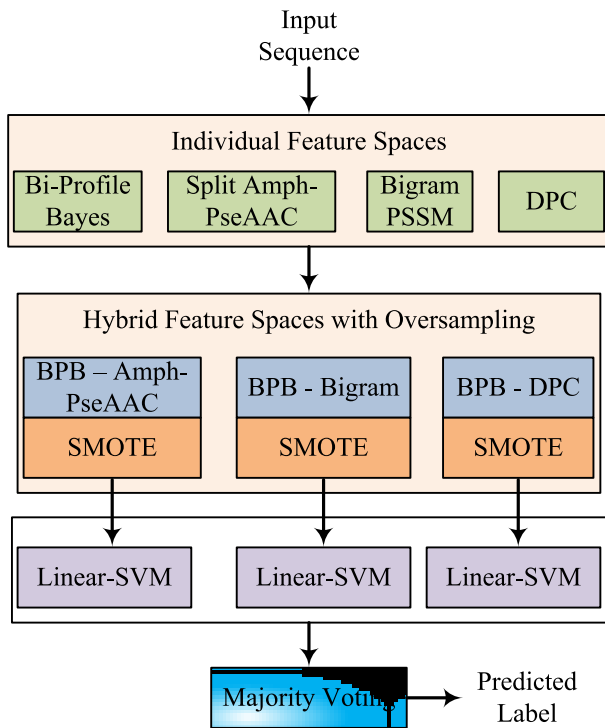 Input
Sequence
Individual Feature Spaces
Bi-Profile
Bayes
Split Amph-
PseAAC
Bigram
PSSM
DPC
Hybrid Feature Spaces with Oversampling
BPB – Amph-
PseAAC
SMOTE
BPB - Bigram
SMOTE
BPB - DPC
SMOTE
Linear-SVM
Linear-SVM
Linear-SVM
Majority Voting
Predicted
Label